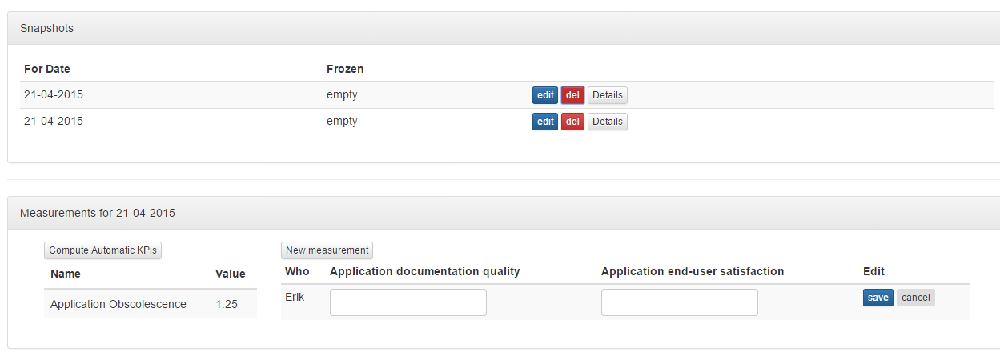 Snapshots
For Date Frozen
21-04-2015 empty edit del Details
21-04-2015 empty edit del Details
Measurements for 21-04-2015
Compute Automatic KPis New measurement
Name Value Who Application documentation quality Application end-user satisfaction Edit
Application Obscolescence 1.25 Erik save cancel